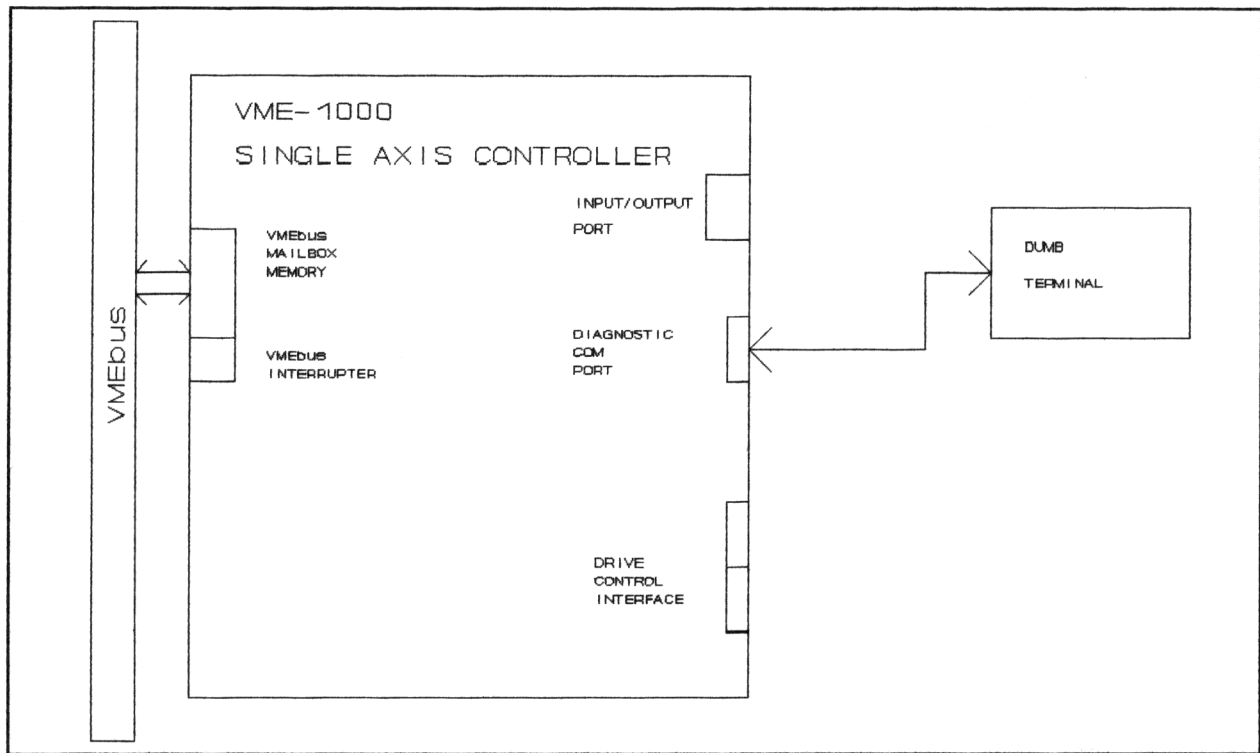 VME-1000
SINGLE AXIS CONTROLLER
INPUT/OUTPUT
PORT
VMEbus
MAILBOX
MEMORY
DUMB
TERMINAL
VMEbus
DIAGNOSTIC
COM
PORT
VMEbus
INTERRUPTER
DRIVE
CONTROL
INTERFACE